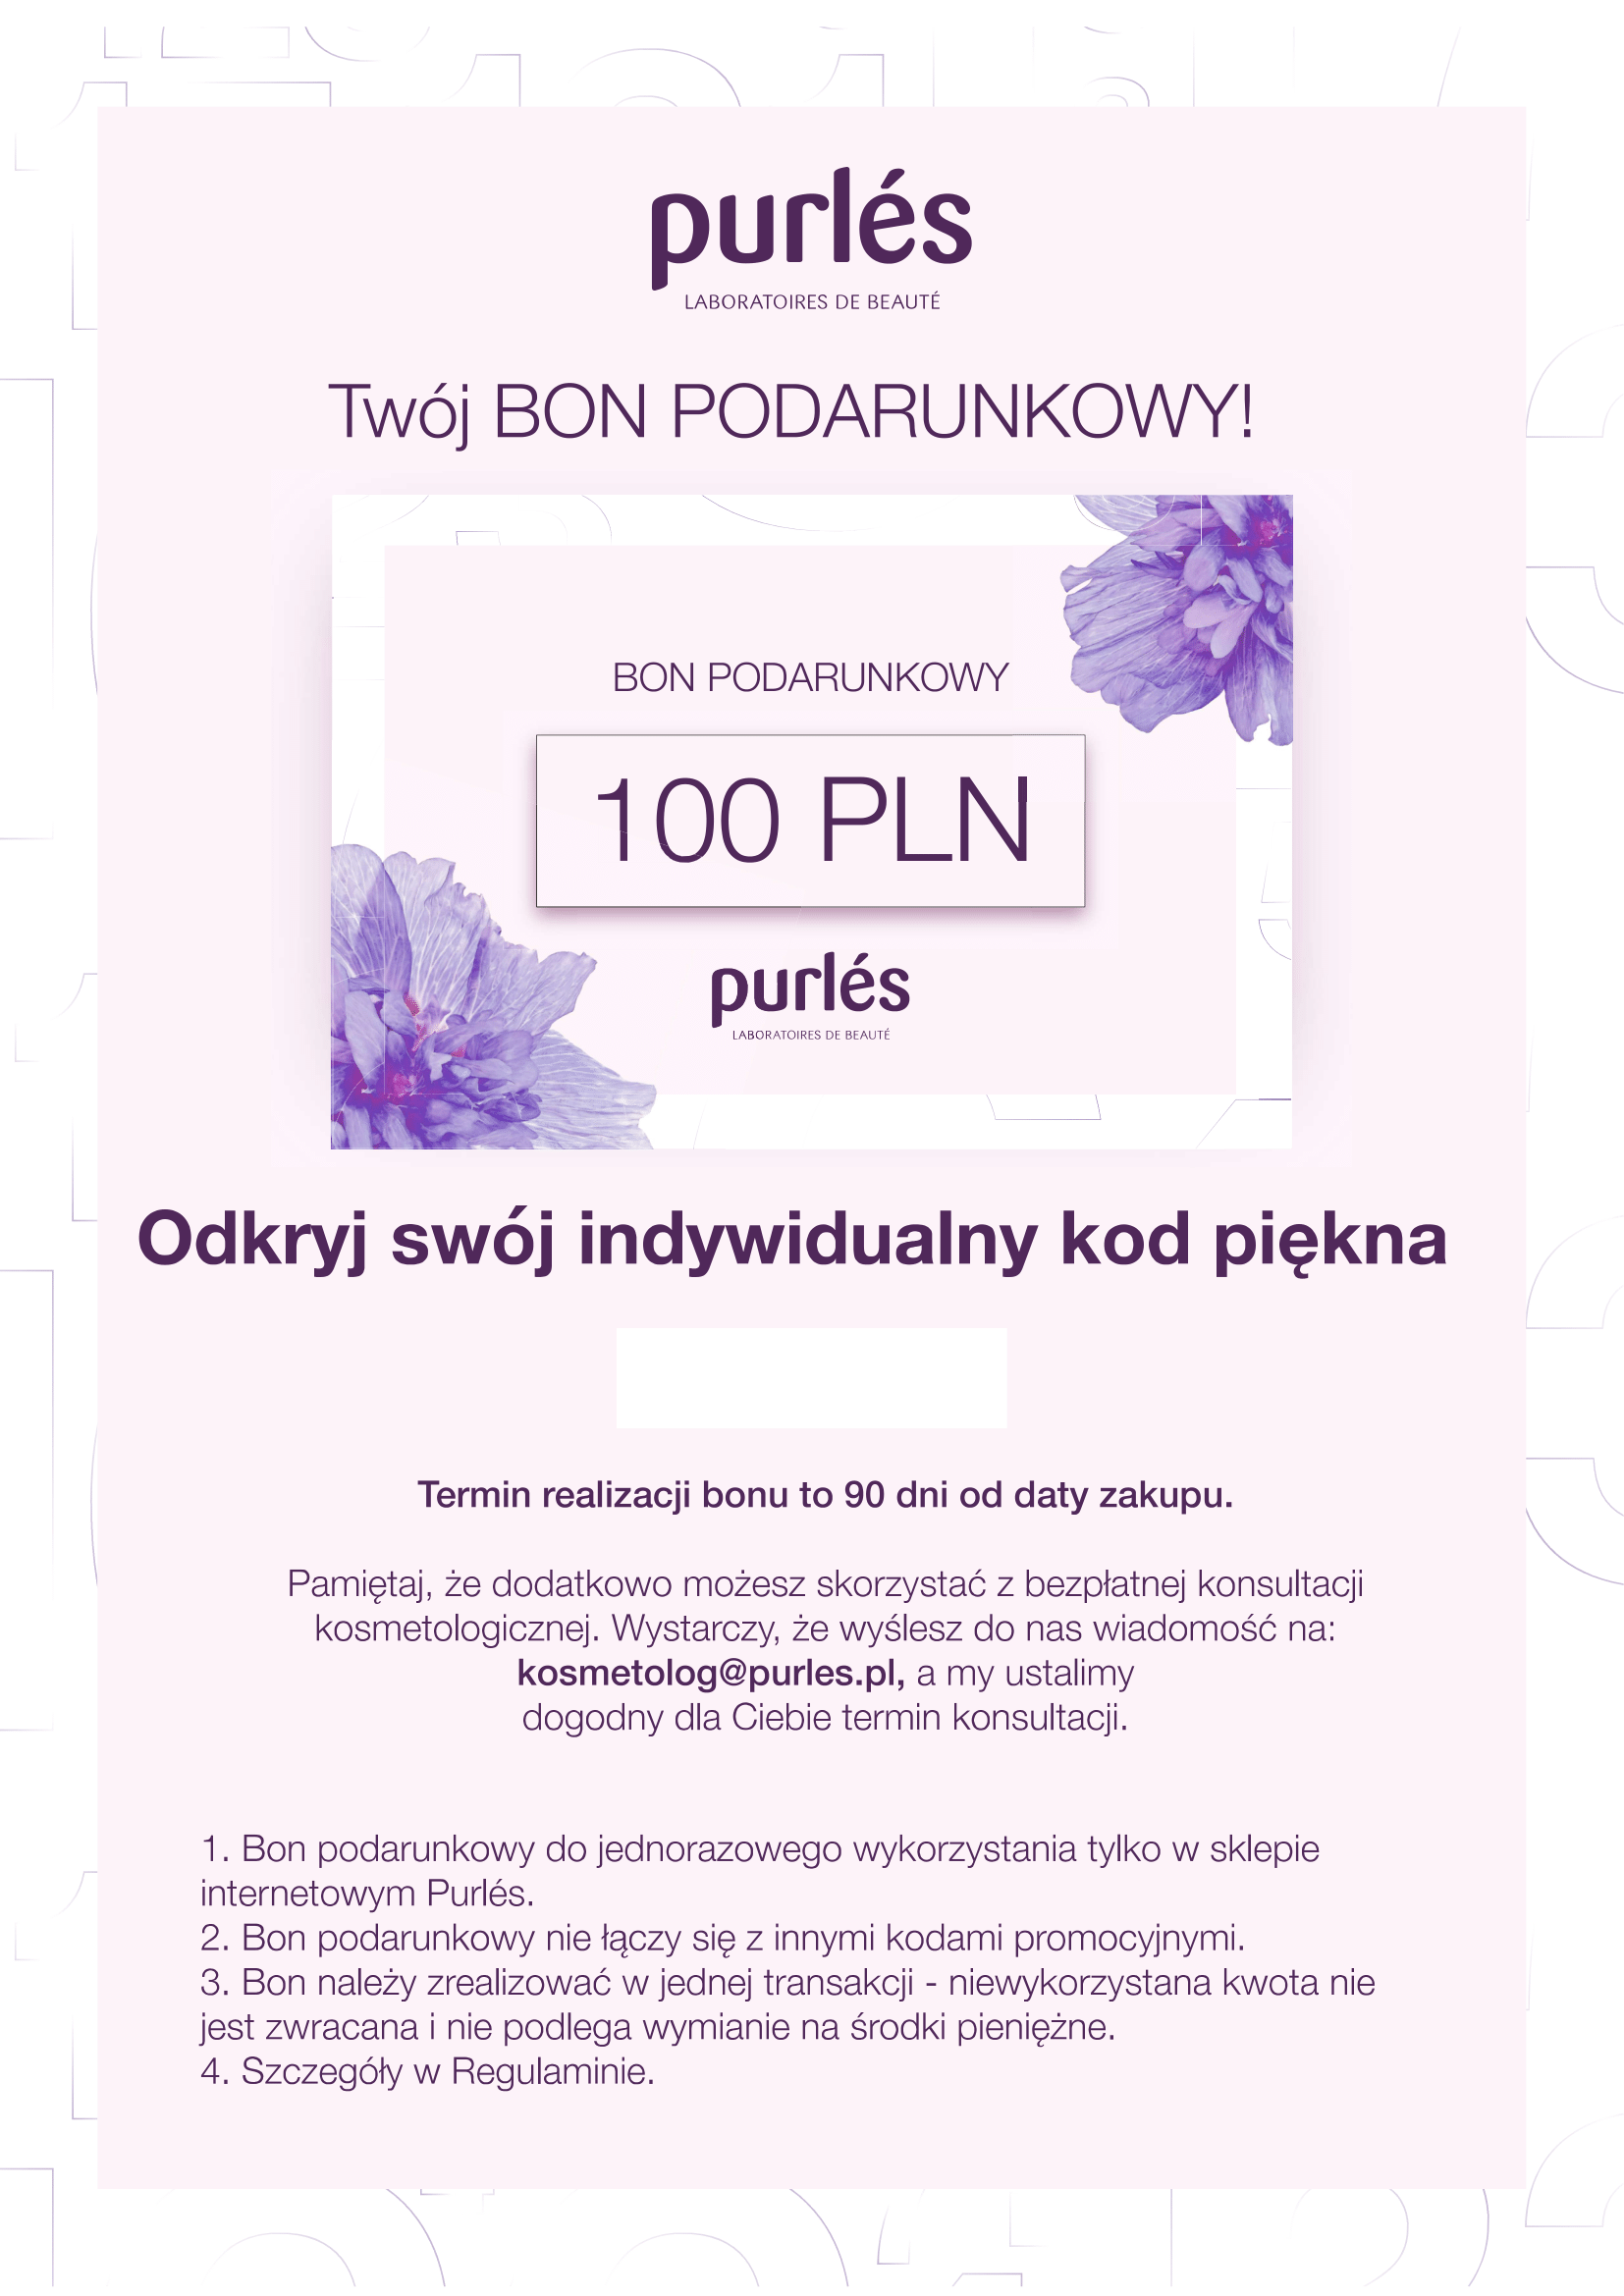 purlés
LABORATOIRES DE BEAUTÉ
Twój BON PODARUNKOWY!
BON PODARUNKOWY
100 PLN
purlés
LABORATOIRES DE BEAUTÉ
Odkryj swój indywidualny kod piękna
Termin realizacji bonu to 90 dni od daty zakupu.
Pamiętaj, że dodatkowo możesz skorzystać z bezpłatnej konsultacji
kosmetologicznej. Wystarczy, że wyślesz do nas wiadomość na:
kosmetolog@purles.pl, a my ustalimy
dogodny dla Ciebie termin konsultacji.
1. Bon podarunkowy do jednorazowego wykorzystania tylko w sklepie
internetowym Purlés.
2. Bon podarunkowy nie łączy się z innymi kodami promocyjnymi.
3. Bon należy zrealizować w jednej transakcji - niewykorzystana kwota nie
jest zwracana i nie podlega wymianie na środki pieniężne.
4. Szczegóły w Regulaminie.